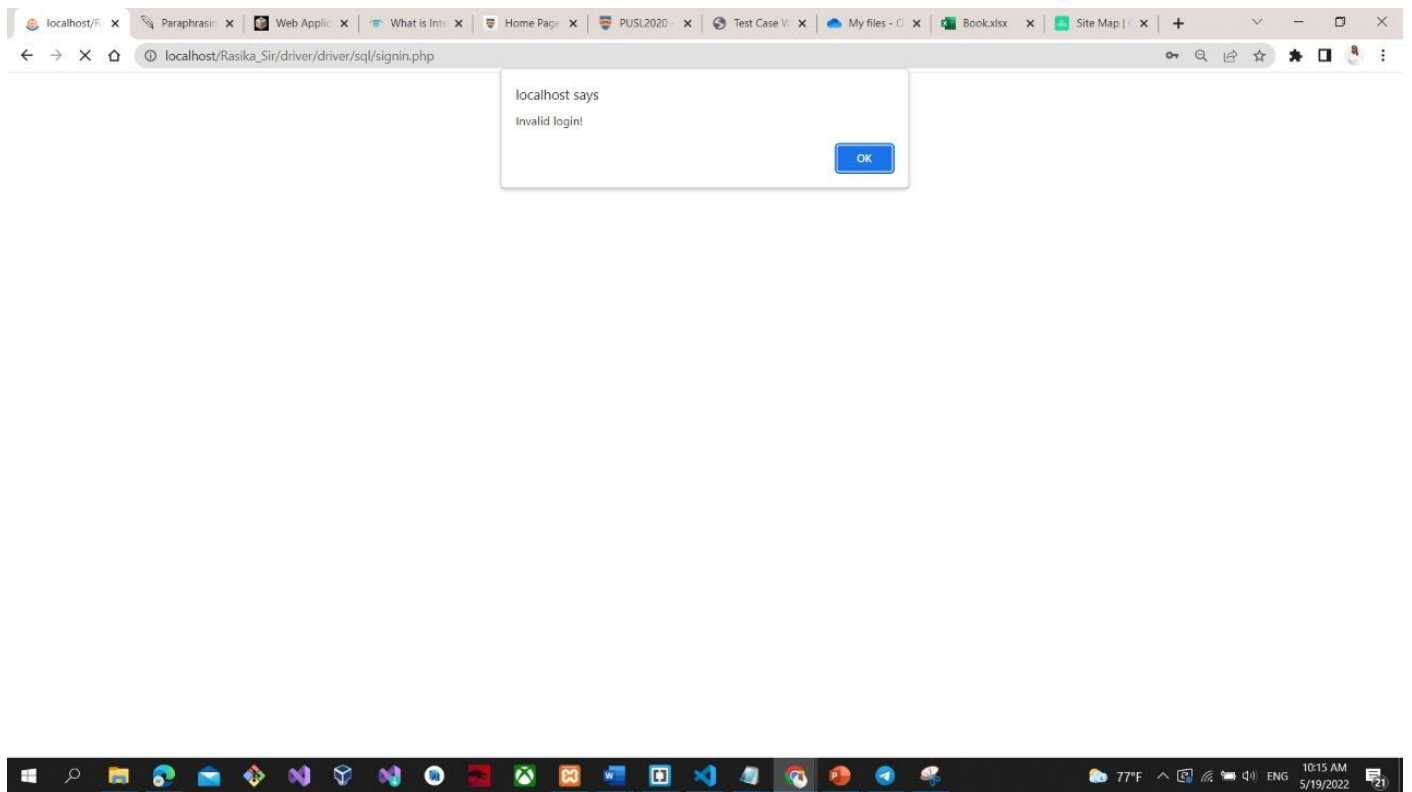 localhost/R
Paraphrasin
Web Applic
What is Inte
Home Page
PUSL2020 -
Test Case W
My files - O
Book.xlsx
Site Map |
localhost/Rasika_Sir/driver/driver/sql/signin.php
localhost says
Invalid login!
OK
77°F
ENG
10:15 AM
5/19/2022
21